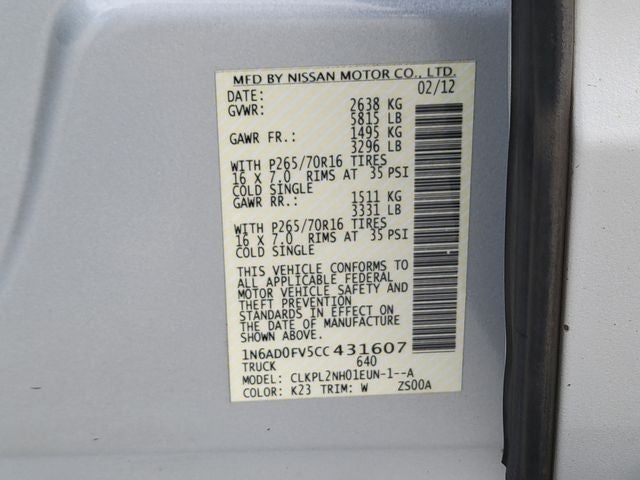 MFD BY NISSAN MOTOR CO., LTD.
DATE: 02/12
GVWR: 2638 KG
5815 LB
GAWR FR.: 1495 KG
3296 LB
WITH P265/70R16 TIRES
16 X 7.0 RIMS AT 35 PSI
COLD SINGLE
GAWR RR.: 1511 KG
3331 LB
WITH P265/70R16 TIRES
16 X 7.0 RIMS AT 35 PSI
COLD SINGLE
THIS VEHICLE CONFORMS TO
ALL APPLICABLE FEDERAL
MOTOR VEHICLE SAFETY AND
THEFT PREVENTION
STANDARDS IN EFFECT ON
THE DATE OF MANUFACTURE
1N6AD0FV5CC431607
TRUCK 640
MODEL: CLKPL2NH01EUN-1--A
COLOR: K23 TRIM: W ZS00A